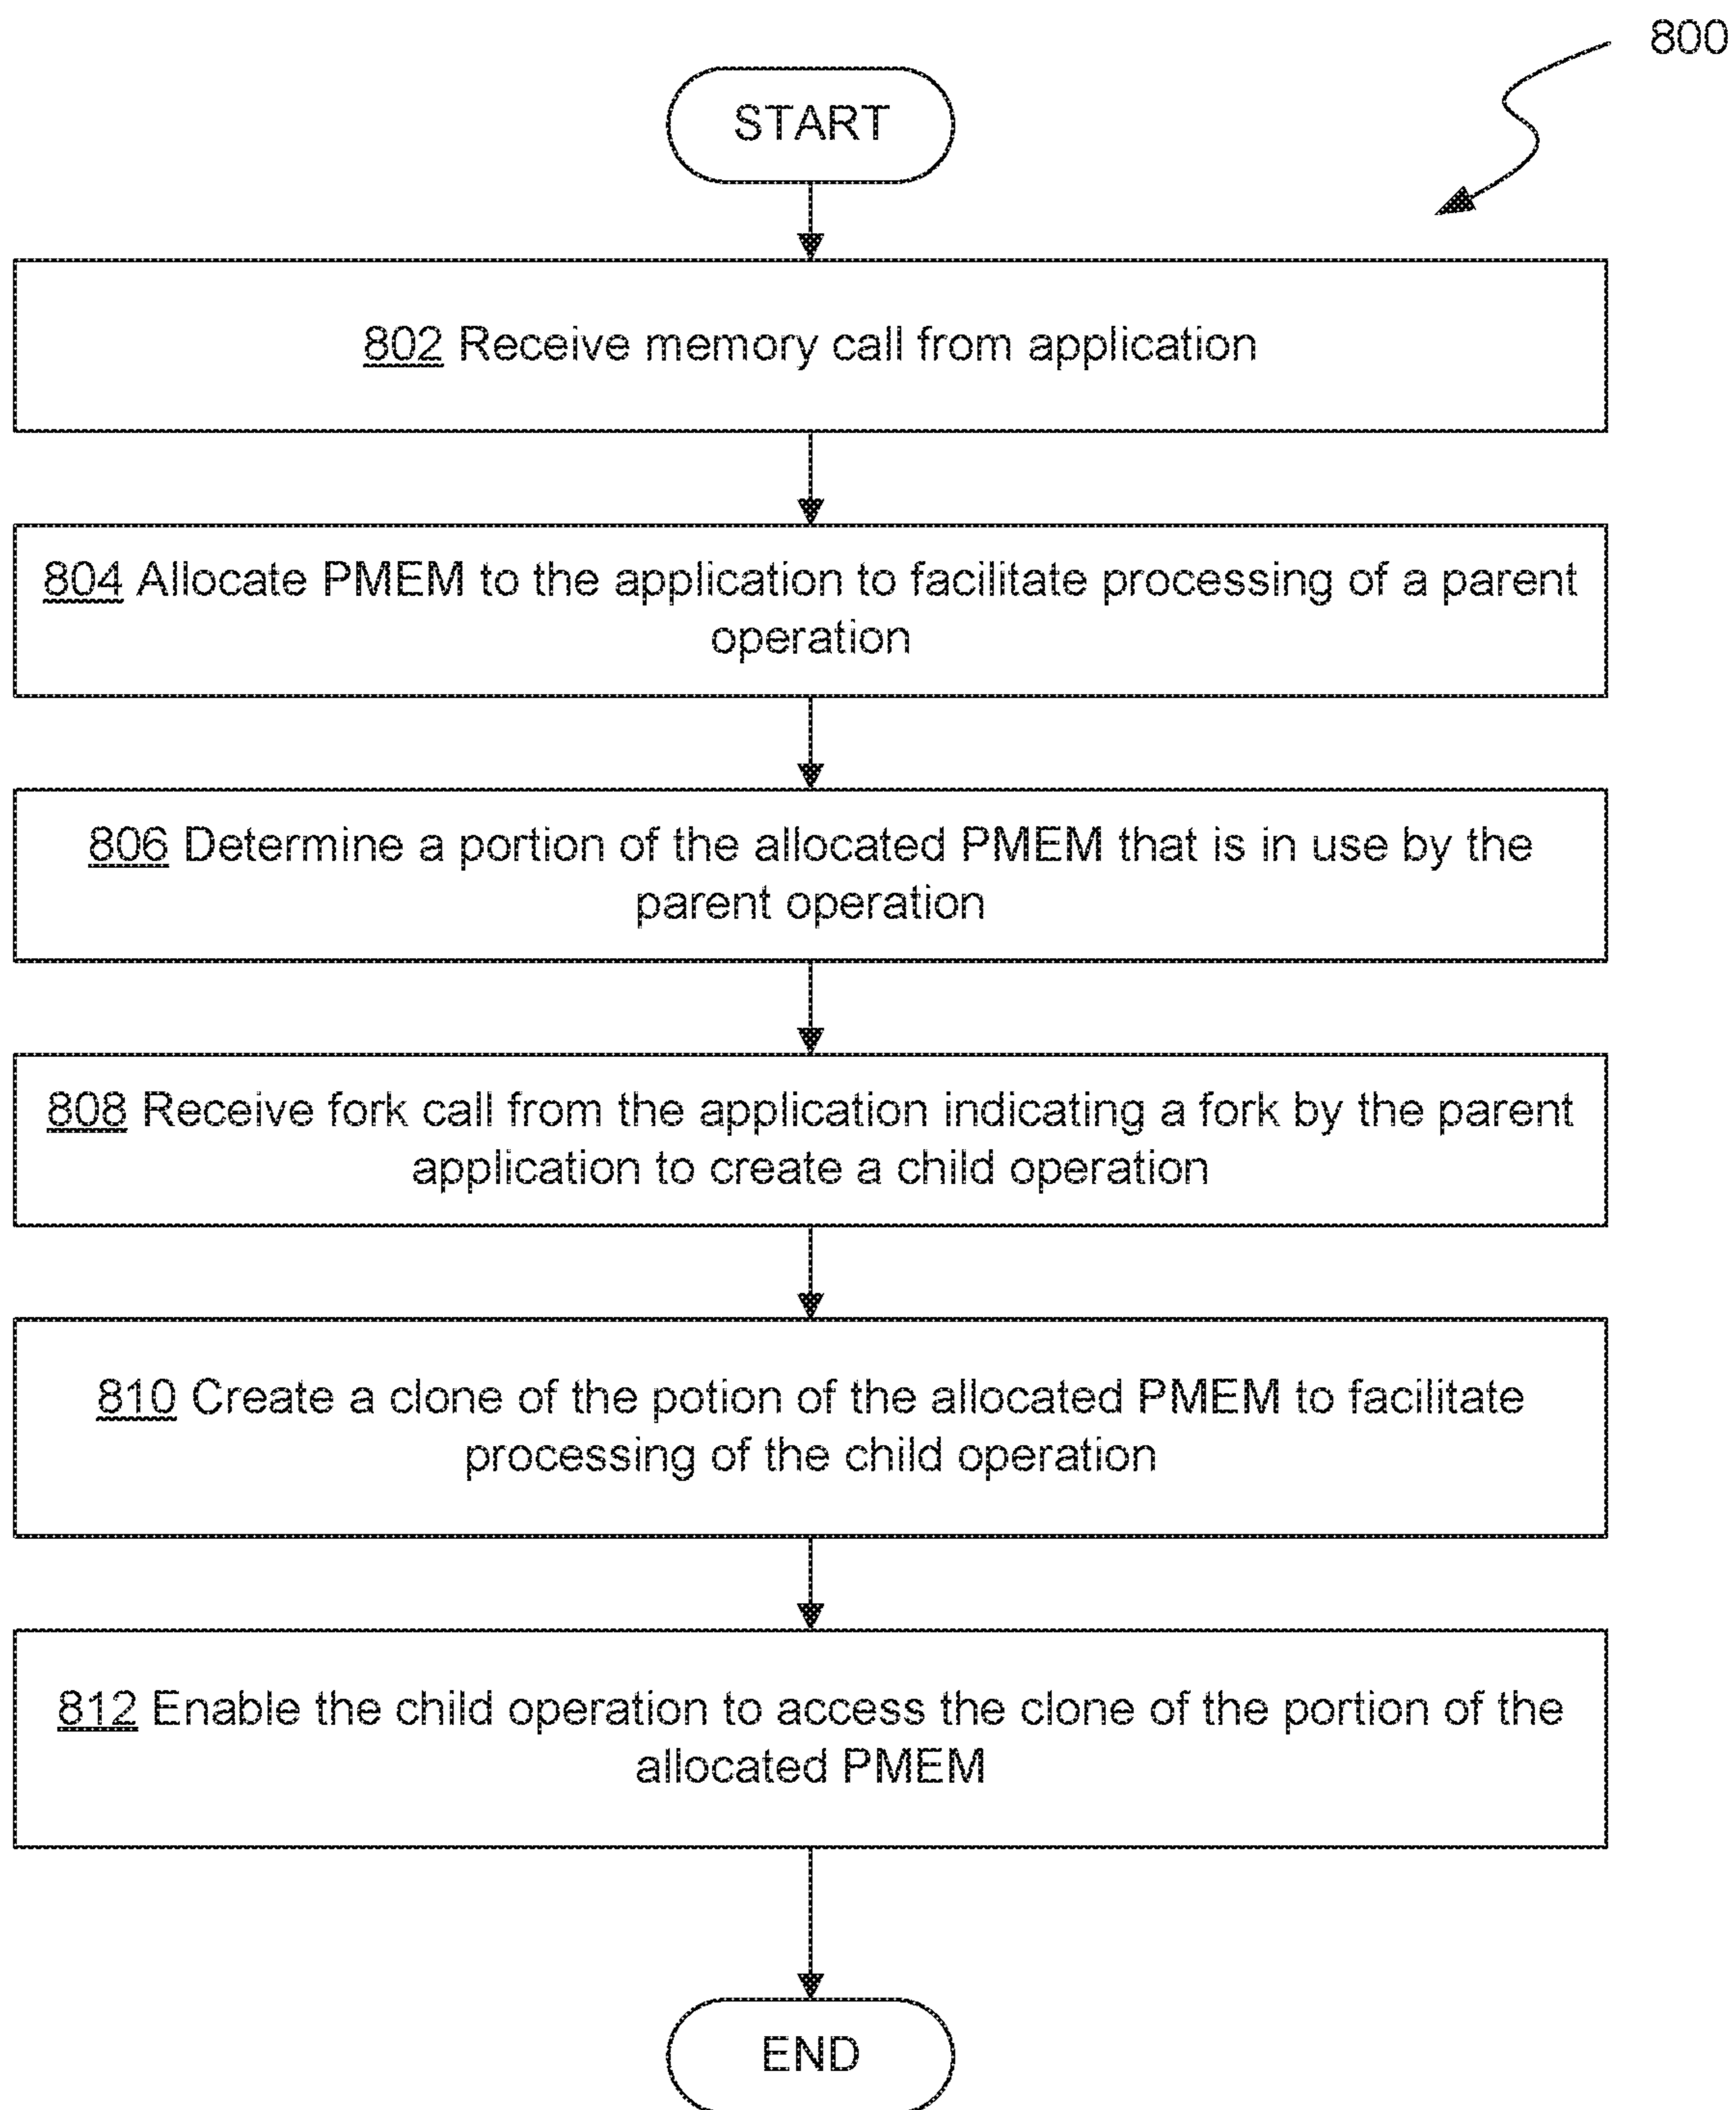 800
START
802 Receive memory call from application
804 Allocate PMEM to the application to facilitate processing of a parent
operation
806 Determine a portion of the allocated PMEM that is in use by the
parent operation
808 Receive fork call from the application indicating a fork by the parent
application to create a child operation
810 Create a clone of the potion of the allocated PMEM to facilitate
processing of the child operation
812 Enable the child operation to access the clone of the portion of the
allocated PMEM
END